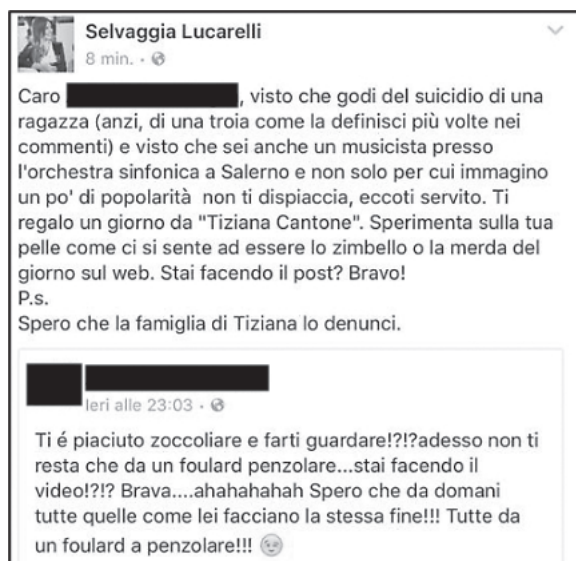 Selvaggia Lucarelli
8 min. ·
Caro , visto che godi del suicidio di una
ragazza (anzi, di una troia come la definisci più volte nei
commenti) e visto che sei anche un musicista presso
l'orchestra sinfonica a Salerno e non solo per cui immagino
un po' di popolarità non ti dispiaccia, eccoti servito. Ti
regalo un giorno da "Tiziana Cantone". Sperimenta sulla tua
pelle come ci si sente ad essere lo zimbello o la merda del
giorno sul web. Stai facendo il post? Bravo!
P.s.
Spero che la famiglia di Tiziana lo denunci.
Ieri alle 23:03 ·
Ti é piaciuto zoccoliare e farti guardare!?!?adesso non ti
resta che da un foulard penzolare...stai facendo il
video!?!? Brava....ahahahahah Spero che da domani
tutte quelle come lei facciano la stessa fine!!! Tutte da
un foulard a penzolare!!! 😉